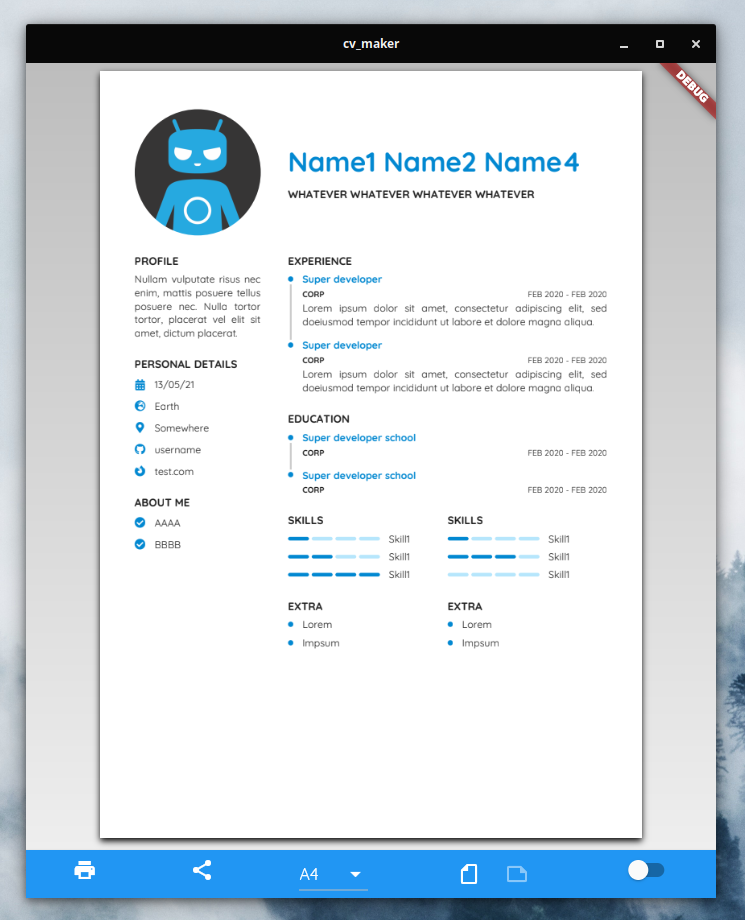 cv_maker
DEBUG
Name1 Name2 Name4
WHATEVER WHATEVER WHATEVER WHATEVER
PROFILE
Nullam vulputate risus nec
enim, mattis posuere tellus
posuere nec. Nulla tortor
tortor, placerat vel elit sit
amet, dictum placerat.
PERSONAL DETAILS
13/05/21
Earth
Somewhere
username
test.com
ABOUT ME
AAAA
BBBB
EXPERIENCE
Super developer
CORP FEB 2020 - FEB 2020
Lorem ipsum dolor sit amet, consectetur adipiscing elit, sed
doeiusmod tempor incididunt ut labore et dolore magna aliqua.
Super developer
CORP FEB 2020 - FEB 2020
Lorem ipsum dolor sit amet, consectetur adipiscing elit, sed
doeiusmod tempor incididunt ut labore et dolore magna aliqua.
EDUCATION
Super developer school
CORP FEB 2020 - FEB 2020
Super developer school
CORP FEB 2020 - FEB 2020
SKILLS
Skill1
Skill1
Skill1
SKILLS
Skill1
Skill1
Skill1
EXTRA
Lorem
Impsum
EXTRA
Lorem
Impsum
A4